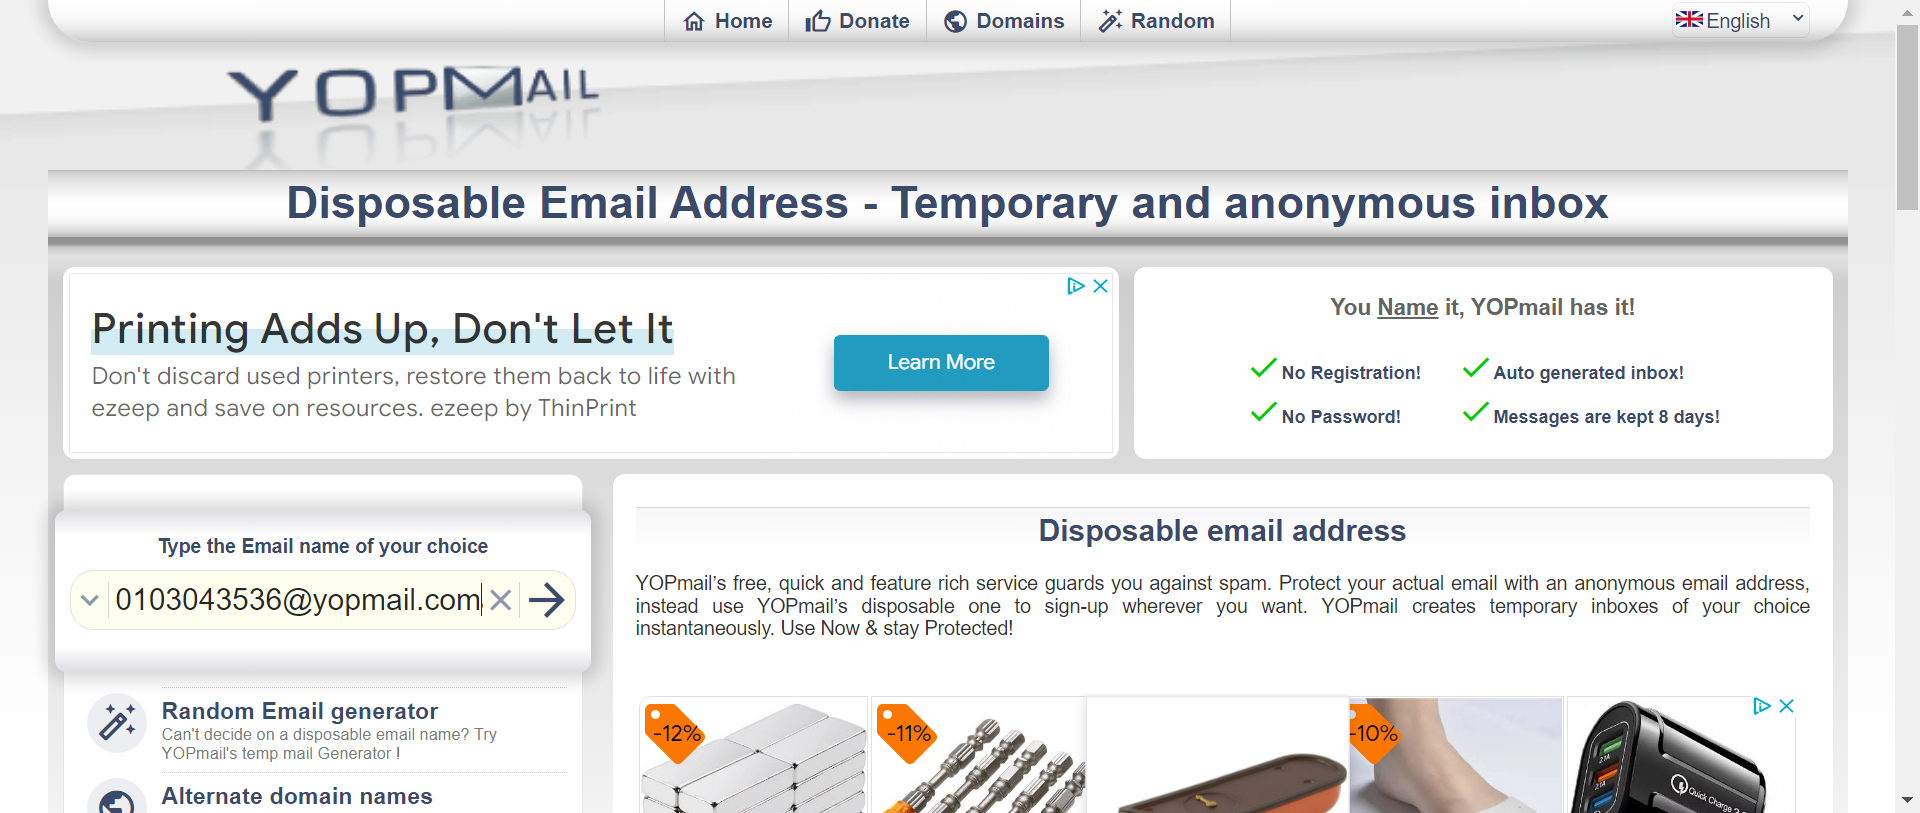 Home
Donate
Domains
Random
English
YOPMAIL
Disposable Email Address - Temporary and anonymous inbox
Printing Adds Up, Don't Let It
Don't discard used printers, restore them back to life with
ezeep and save on resources. ezeep by ThinPrint
Learn More
You Name it, YOPmail has it!
No Registration!
Auto generated inbox!
No Password!
Messages are kept 8 days!
Type the Email name of your choice
0103043536@yopmail.com
Random Email generator
Can't decide on a disposable email name? Try
YOPmail's temp mail Generator !
Alternate domain names
Disposable email address
YOPmail's free, quick and feature rich service guards you against spam. Protect your actual email with an anonymous email address,
instead use YOPmail's disposable one to sign-up wherever you want. YOPmail creates temporary inboxes of your choice
instantaneously. Use Now & stay Protected!
-12%
-11%
-10%
2.1A
2.1A
Quick Charge